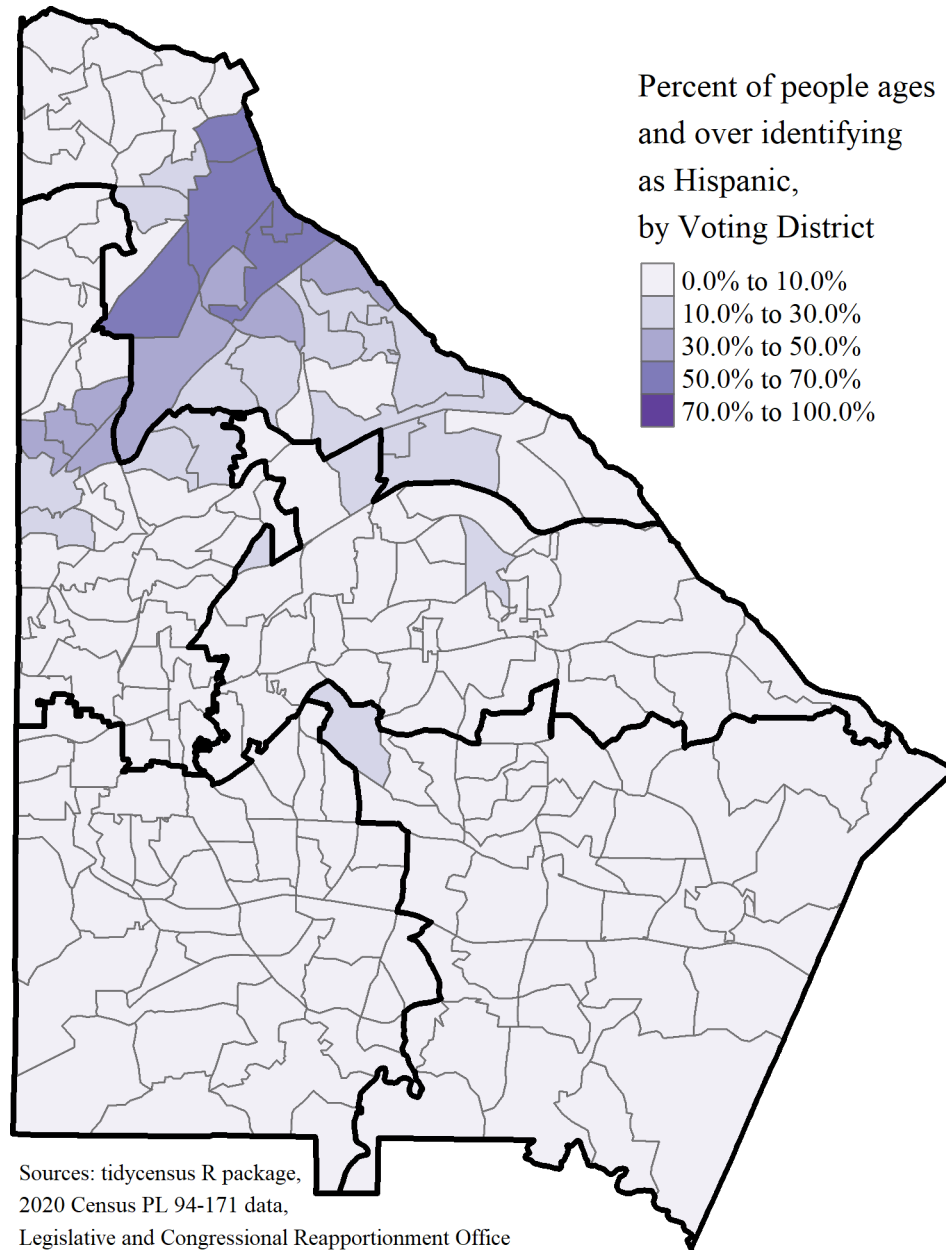 Percent of people ages
and over identifying
as Hispanic,
by Voting District
0.0% to 10.0%
10.0% to 30.0%
30.0% to 50.0%
50.0% to 70.0%
70.0% to 100.0%
Sources: tidycensus R package,
2020 Census PL 94-171 data,
Legislative and Congressional Reapportionment Office